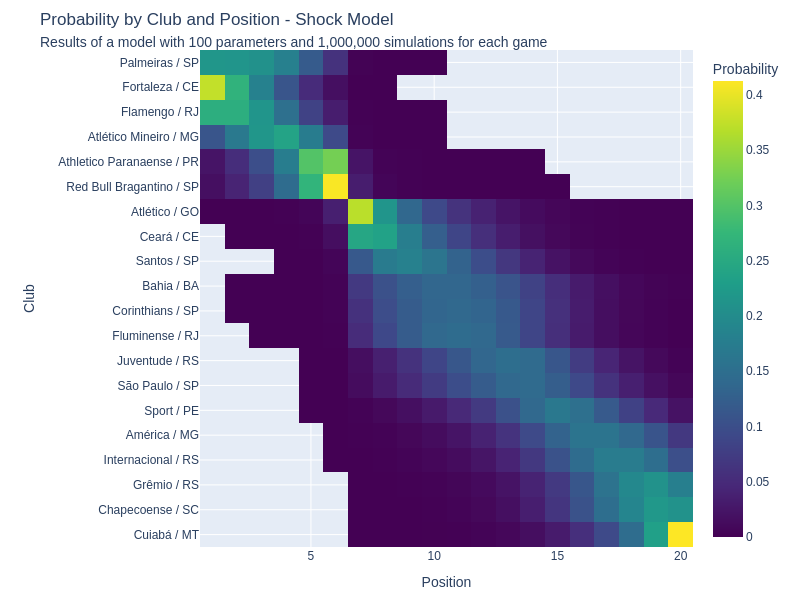 Probability by Club and Position - Shock Model
Results of a model with 100 parameters and 1,000,000 simulations for each game
Palmeiras / SP
Fortaleza / CE
Flamengo / RJ
Atlético Mineiro / MG
Athletico Paranaense / PR
Red Bull Bragantino / SP
Atlético / GO
Ceará / CE
Santos / SP
Bahia / BA
Corinthians / SP
Fluminense / RJ
Juventude / RS
São Paulo / SP
Sport / PE
América / MG
Internacional / RS
Grêmio / RS
Chapecoense / SC
Cuiabá / MT
Club
5
10
15
20
Position
Probability
0.4
0.35
0.3
0.25
0.2
0.15
0.1
0.05
0